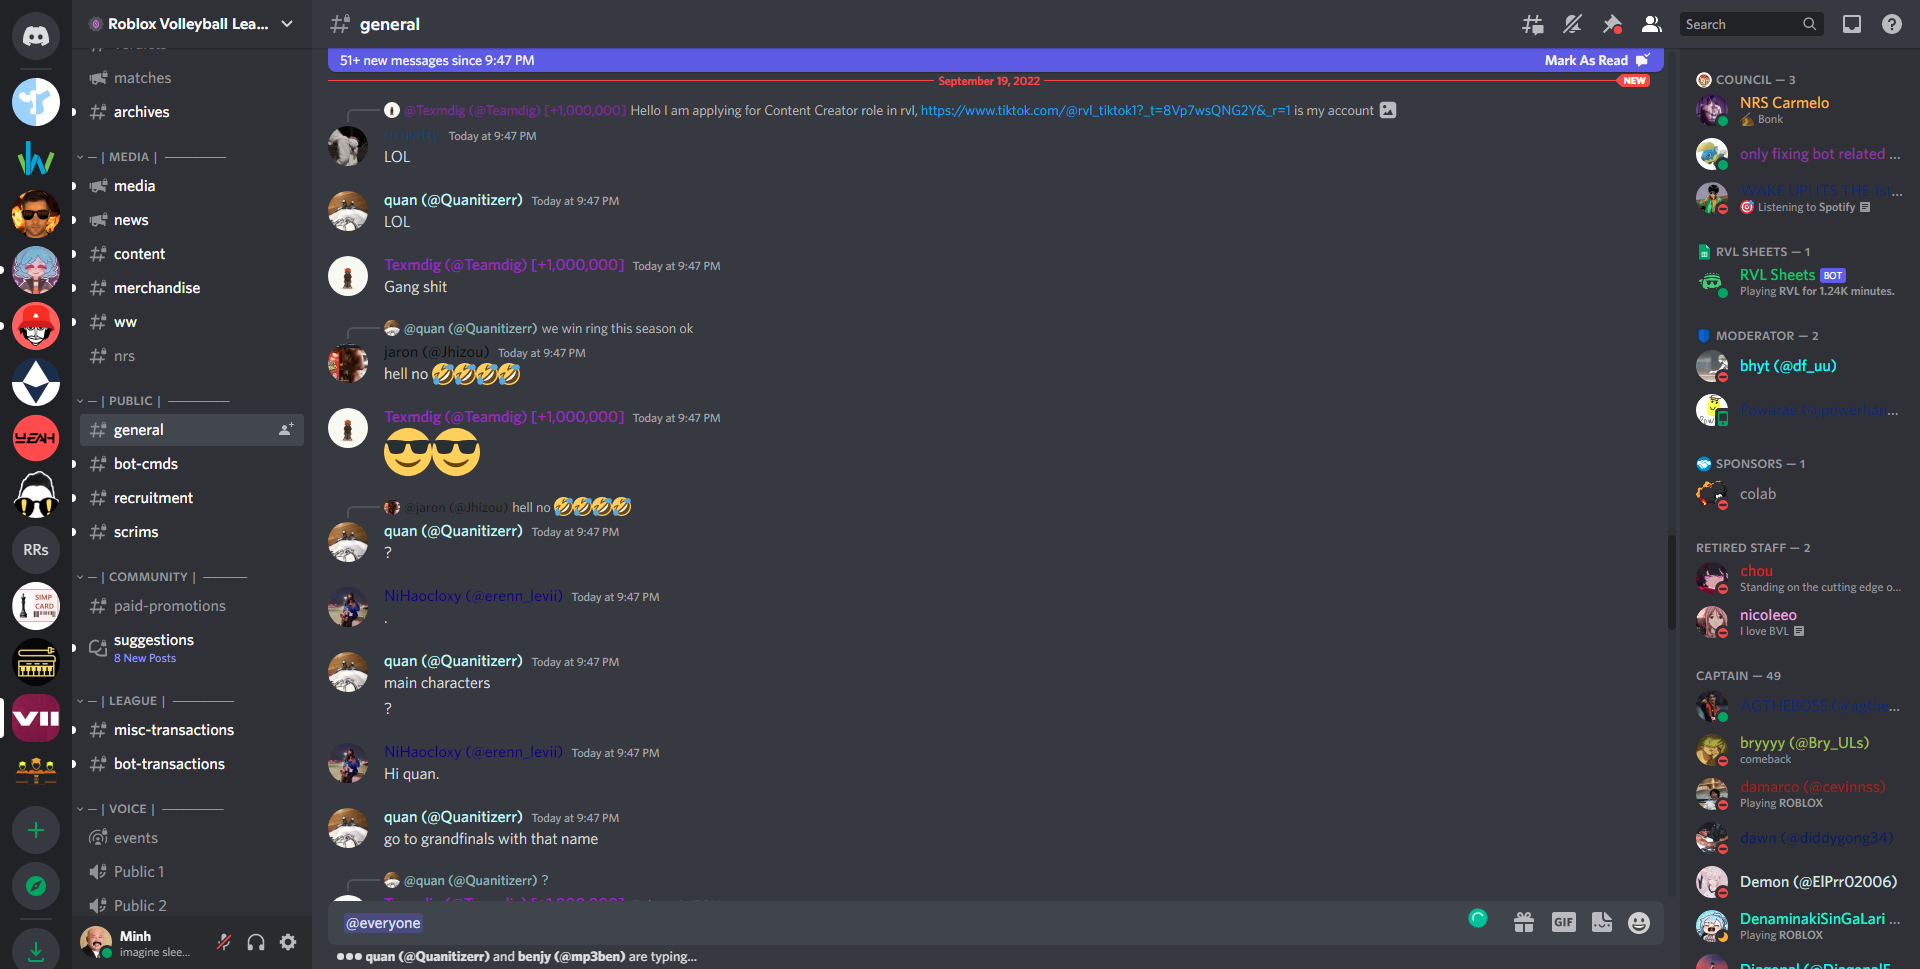 Roblox Volleyball Lea...
matches
archives
— | MEDIA |
media
news
content
merchandise
ww
nrs
— | PUBLIC |
general
bot-cmds
recruitment
scrims
— | COMMUNITY |
paid-promotions
suggestions
8 New Posts
— | LEAGUE |
misc-transactions
bot-transactions
— | VOICE |
events
Public 1
Public 2
Minh
imagine slee...
YEAH
RRs
SIMP
CARD
VII
general
Search
51+ new messages since 9:47 PM
Mark As Read
September 19, 2022
NEW
@Texmdig (@Teamdig) [+1,000,000] Hello I am applying for Content Creator role in rvl, https://www.tiktok.com/@rvl_tiktok1?_t=8Vp7wsQNG2Y&_r=1 is my account
Today at 9:47 PM
LOL
quan (@Quanitizerr) Today at 9:47 PM
LOL
Texmdig (@Teamdig) [+1,000,000] Today at 9:47 PM
Gang shit
@quan (@Quanitizerr) we win ring this season ok
jaron (@Jhizou) Today at 9:47 PM
hell no 🤣🤣🤣🤣
Texmdig (@Teamdig) [+1,000,000] Today at 9:47 PM
😎😎
@jaron (@Jhizou) hell no 🤣🤣🤣🤣
quan (@Quanitizerr) Today at 9:47 PM
?
NiHaocloxy (@erenn_levii) Today at 9:47 PM
.
quan (@Quanitizerr) Today at 9:47 PM
main characters
?
NiHaocloxy (@erenn_levii) Today at 9:47 PM
Hi quan.
quan (@Quanitizerr) Today at 9:47 PM
go to grandfinals with that name
@quan (@Quanitizerr) ?
@everyone
GIF
quan (@Quanitizerr) and benjy (@mp3ben) are typing...
COUNCIL — 3
NRS Carmelo
Bonk
only fixing bot related ...
WAKE UP! ITS THE 1st...
Listening to Spotify
RVL SHEETS — 1
RVL Sheets BOT
Playing RVL for 1.24K minutes.
MODERATOR — 2
bhyt (@df_uu)
Powarae (@powerhan...
SPONSORS — 1
colab
RETIRED STAFF — 2
chou
Standing on the cutting edge o...
nicoleeo
I love BVL
CAPTAIN — 49
AGTHEBOSS (@agthe...
bryyyy (@Bry_ULs)
comeback
damarco (@cevinnss)
Playing ROBLOX
dawn (@diddygong34)
Demon (@ElPrr02006)
DenaminakiSinGaLari ...
Playing ROBLOX